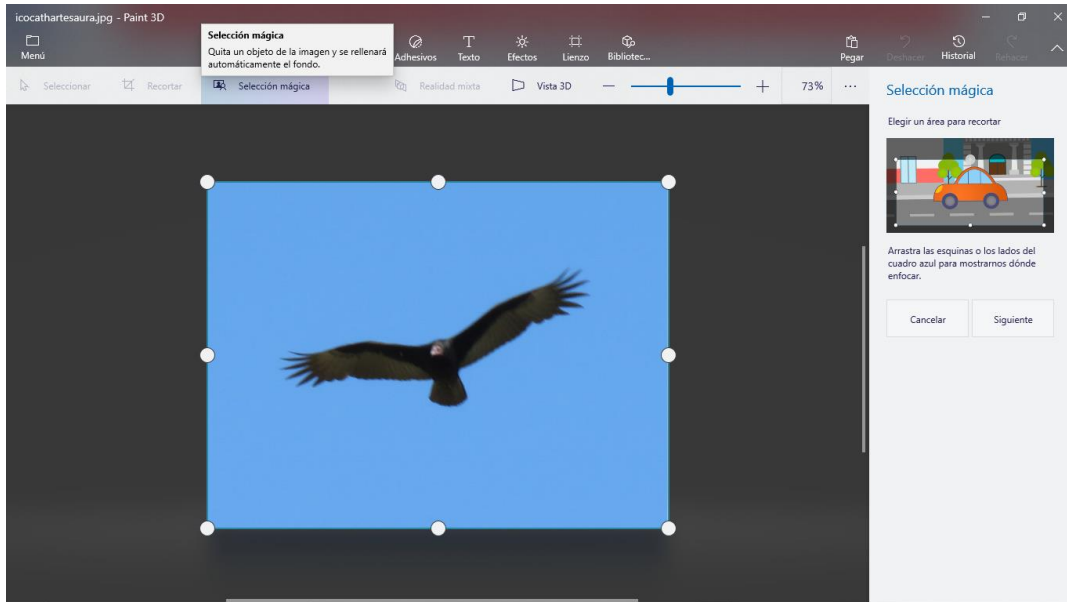 icocathartesaura.jpg - Paint 3D
Menú
Selección mágica
Quita un objeto de la imagen y se rellenará
automáticamente el fondo.
Adhesivos Texto Efectos Lienzo Bibliotec... Pegar Deshacer Historial Rehacer
Seleccionar Recortar Selección mágica Realidad mixta Vista 3D 73% ...
Selección mágica
Elegir un área para recortar
Arrastra las esquinas o los lados del
cuadro azul para mostrarnos dónde
enfocar.
Cancelar Siguiente